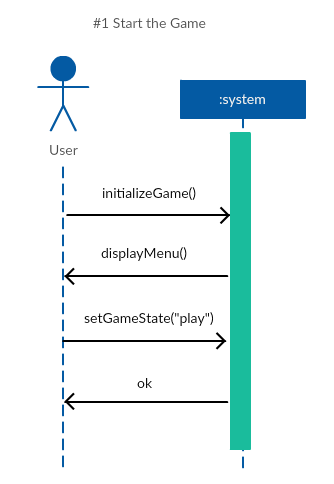 #1 Start the Game
:system
User
initializeGame()
displayMenu()
setGameState("play")
ok